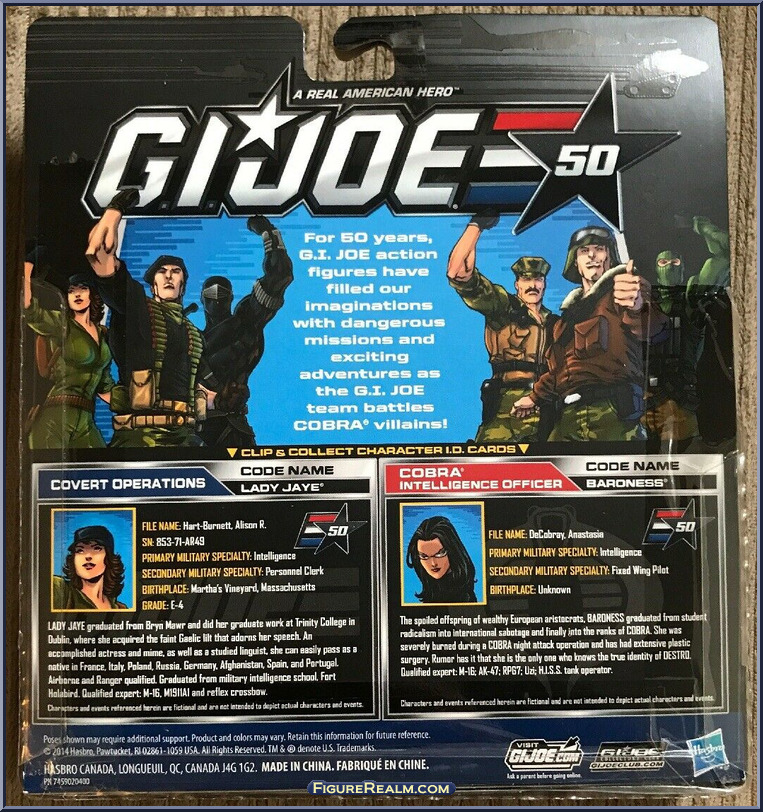 A REAL AMERICAN HERO™
G.I.JOE
50
For 50 years,
G.I. JOE action
figures have
filled our
imaginations
with dangerous
missions and
exciting
adventures as
the G.I. JOE
team battles
COBRA® villains!
CLIP & COLLECT CHARACTER I.D. CARDS
COVERT OPERATIONS
CODE NAME
LADY JAYE®
50
FILE NAME: Hart-Burnett, Alison R.
SN: 853-71-AR49
PRIMARY MILITARY SPECIALTY: Intelligence
SECONDARY MILITARY SPECIALTY: Personnel Clerk
BIRTHPLACE: Martha's Vineyard, Massachusetts
GRADE: E-4
LADY JAYE graduated from Bryn Mawr and did her graduate work at Trinity College in
Dublin, where she acquired the faint Gaelic lilt that adorns her speech. An
accomplished actress and mime, as well as a studied linguist, she can easily pass as a
native in France, Italy, Poland, Russia, Germany, Afghanistan, Spain, and Portugal.
Airborne and Ranger qualified. Graduated from military intelligence school, Fort
Holabird. Qualified expert: M-16, M1911A1 and reflex crossbow.
Characters and events referenced herein are fictional and are not intended to depict actual characters and events.
COBRA®
INTELLIGENCE OFFICER
CODE NAME
BARONESS®
50
FILE NAME: DeCobray, Anastasia
PRIMARY MILITARY SPECIALTY: Intelligence
SECONDARY MILITARY SPECIALTY: Fixed Wing Pilot
BIRTHPLACE: Unknown
The spoiled offspring of wealthy European aristocrats, BARONESS graduated from student
radicalism into international sabotage and finally into the ranks of COBRA. She was
severely burned during a COBRA night attack operation and has had extensive plastic
surgery. Rumor has it that she is the only one who knows the true identity of DESTRO.
Qualified expert: M-16; AK-47; RPG7; Uzi; H.I.S.S. tank operator.
Characters and events referenced herein are fictional and are not intended to depict actual characters and events.
Poses shown may require additional support. Product and colors may vary. Retain this information for future reference.
© 2014 Hasbro, Pawtucket, RI 02861-1059 USA. All Rights Reserved. TM & ® denote U.S. Trademarks.
HASBRO CANADA, LONGUEUIL, QC, CANADA J4G 1G2. MADE IN CHINA. FABRIQUÉ EN CHINE.
PN 7459020400
VISIT
GIJOE.COM
Ask a parent before going online.
G.I.JOE
COLLECTORS' CLUB
GIJOECLUB.COM
Hasbro
FIGUREREALM.COM